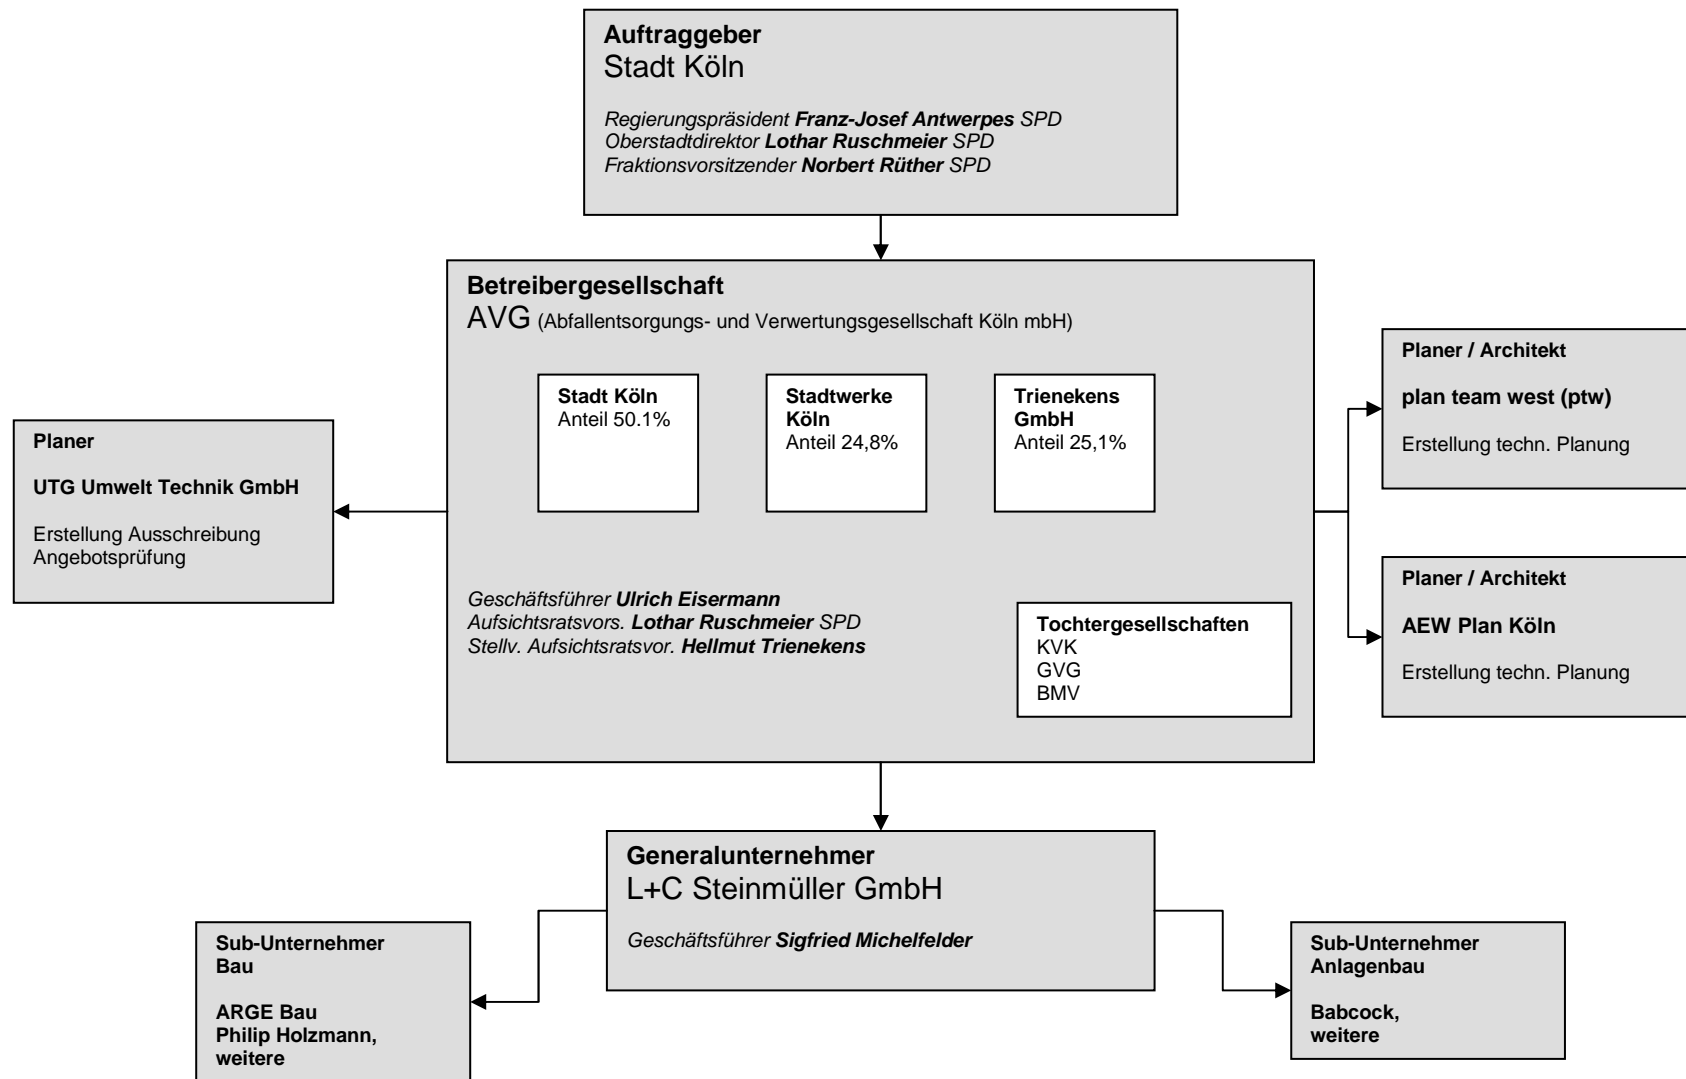 Auftraggeber
Stadt Köln
Regierungspräsident Franz-Josef Antwerpes SPD
Oberstadtdirektor Lothar Ruschmeier SPD
Fraktionsvorsitzender Norbert Rüther SPD
Betreibergesellschaft
AVG (Abfallentsorgungs- und Verwertungsgesellschaft Köln mbH)
Stadt Köln
Anteil 50.1%
Stadtwerke
Köln
Anteil 24,8%
Trienekens
GmbH
Anteil 25,1%
Geschäftsführer Ulrich Eisermann
Aufsichtsratsvors. Lothar Ruschmeier SPD
Stellv. Aufsichtsratsvor. Hellmut Trienekens
Tochtergesellschaften
KVK
GVG
BMV
Planer
UTG Umwelt Technik GmbH
Erstellung Ausschreibung
Angebotsprüfung
Planer / Architekt
plan team west (ptw)
Erstellung techn. Planung
Planer / Architekt
AEW Plan Köln
Erstellung techn. Planung
Generalunternehmer
L+C Steinmüller GmbH
Geschäftsführer Sigfried Michelfelder
Sub-Unternehmer
Bau
ARGE Bau
Philip Holzmann,
weitere
Sub-Unternehmer
Anlagenbau
Babcock,
weitere